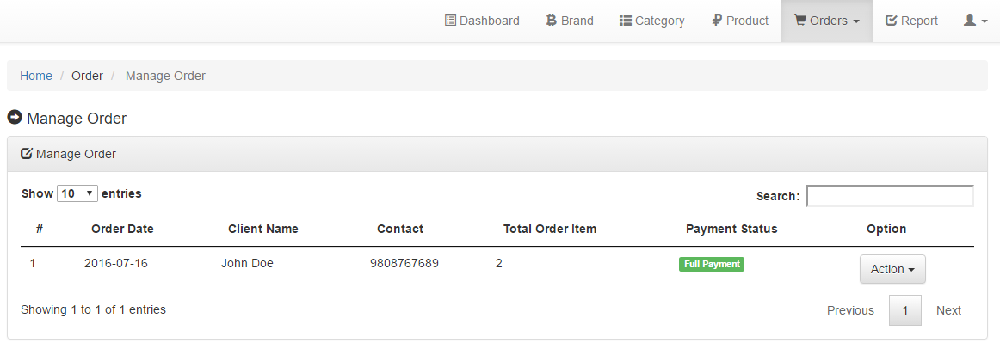 Dashboard Brand Category Product Orders Report
Home / Order / Manage Order
Manage Order
Manage Order
Show 10 entries Search:
# Order Date Client Name Contact Total Order Item Payment Status Option
1 2016-07-16 John Doe 9808767689 2 Full Payment Action
Showing 1 to 1 of 1 entries Previous 1 Next